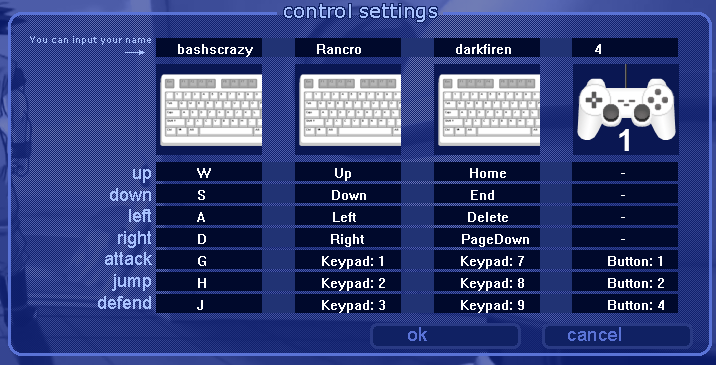 control settings
You can input your name
bashscrazy Rancro darkfiren 4
1
up W Up Home -
down S Down End -
left A Left Delete -
right D Right PageDown -
attack G Keypad: 1 Keypad: 7 Button: 1
jump H Keypad: 2 Keypad: 8 Button: 2
defend J Keypad: 3 Keypad: 9 Button: 4
ok cancel